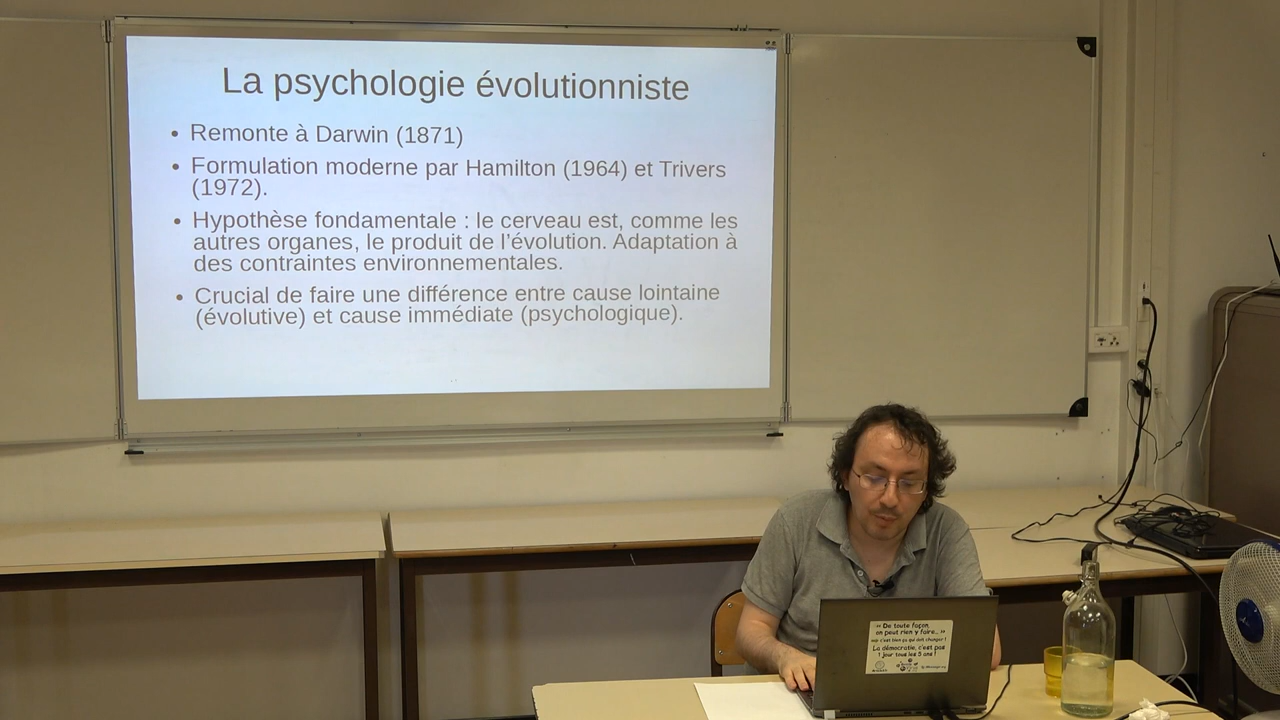 La psychologie évolutionniste
• Remonte à Darwin (1871)
• Formulation moderne par Hamilton (1964) et Trivers
(1972).
• Hypothèse fondamentale : le cerveau est, comme les
autres organes, le produit de l'évolution. Adaptation à
des contraintes environnementales.
• Crucial de faire une différence entre cause lointaine
(évolutive) et cause immédiate (psychologique).
« De toute façon,
on peut rien y faire... »
La démocratie, c'est pas
1 jour tous les 5 ans !